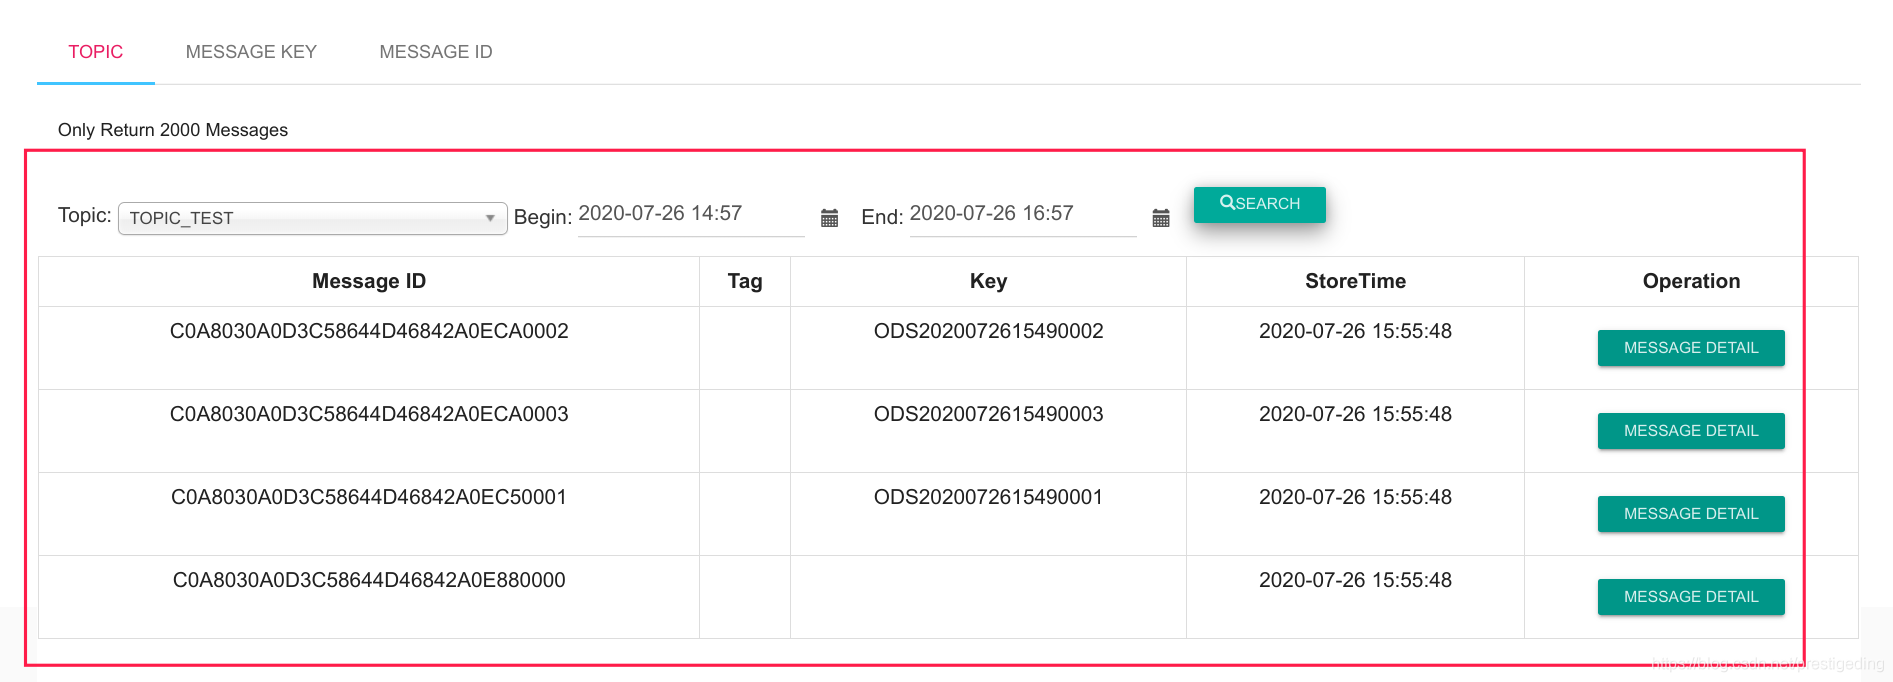 TOPIC MESSAGE KEY MESSAGE ID
Only Return 2000 Messages
Topic: TOPIC_TEST Begin: 2020-07-26 14:57 End: 2020-07-26 16:57 SEARCH
Message ID Tag Key StoreTime Operation
C0A8030A0D3C58644D46842A0ECA0002 ODS2020072615490002 2020-07-26 15:55:48 MESSAGE DETAIL
C0A8030A0D3C58644D46842A0ECA0003 ODS2020072615490003 2020-07-26 15:55:48 MESSAGE DETAIL
C0A8030A0D3C58644D46842A0EC50001 ODS2020072615490001 2020-07-26 15:55:48 MESSAGE DETAIL
C0A8030A0D3C58644D46842A0E880000 2020-07-26 15:55:48 MESSAGE DETAIL
https://blog.csdn.net/prestigeding